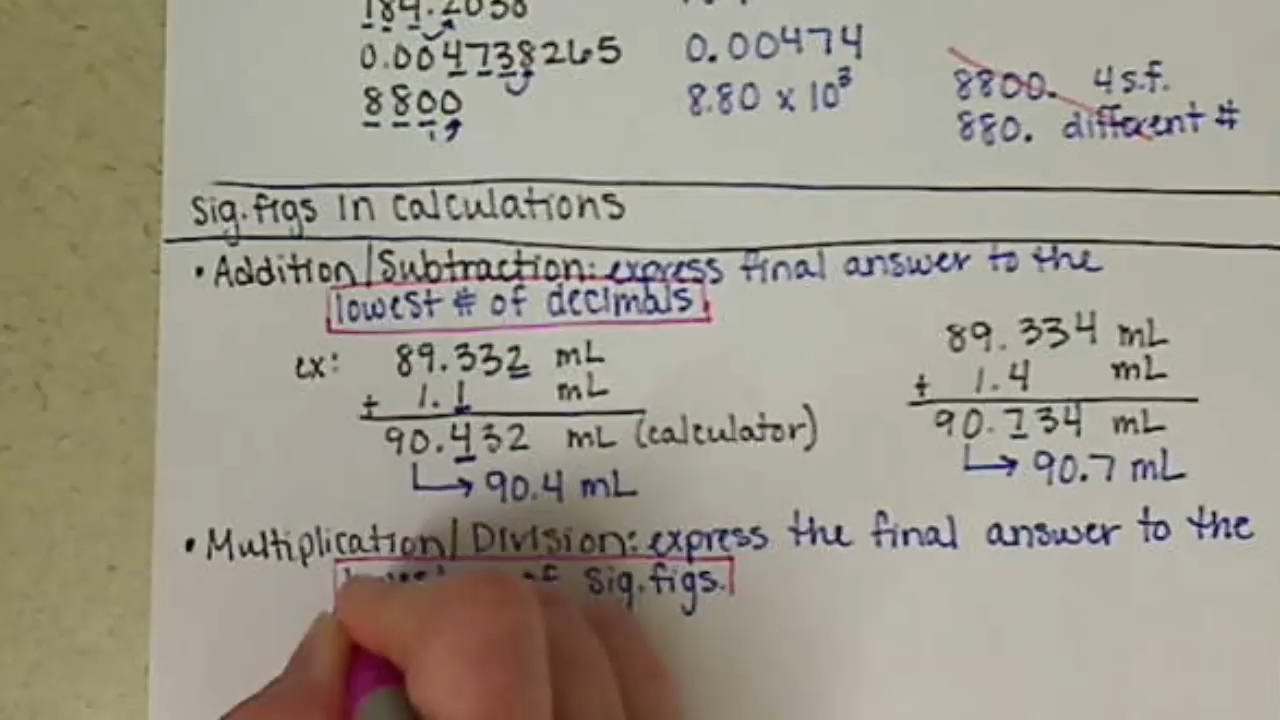 184.2038
0.004738265 0.00474
8800 8.80 x 10³ 8800. 4 s.f.
880. different #
Sig.figs in calculations
• Addition/Subtraction: express final answer to the
lowest # of decimals
ex: 89.332 mL 89.334 mL
+ 1.1 mL + 1.4 mL
90.432 mL (calculator) 90.734 mL
→ 90.4 mL → 90.7 mL
• Multiplication/Division: express the final answer to the
of sig.figs.